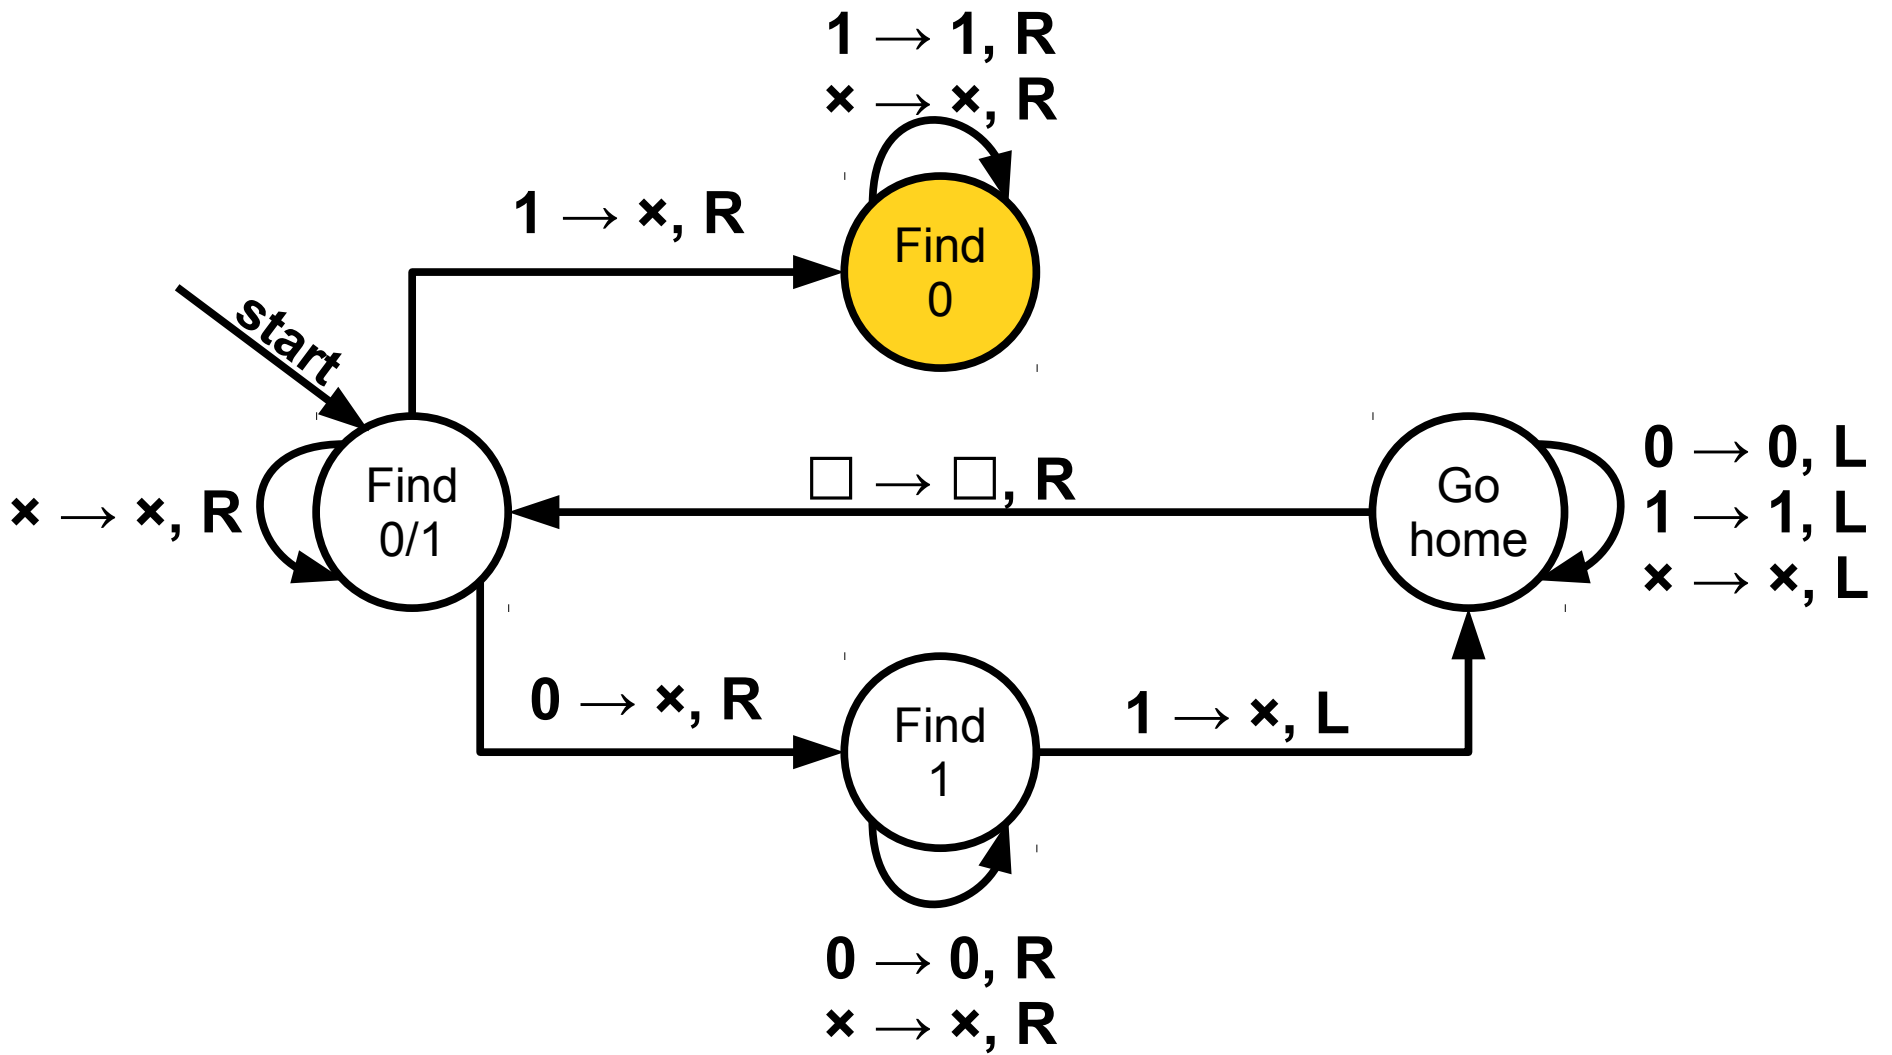 1 → 1, R
× → ×, R
Find
0
1 → ×, R
start
Find
0/1
× → ×, R
□ → □, R
Go
home
0 → 0, L
1 → 1, L
× → ×, L
0 → ×, R
Find
1
1 → ×, L
0 → 0, R
× → ×, R